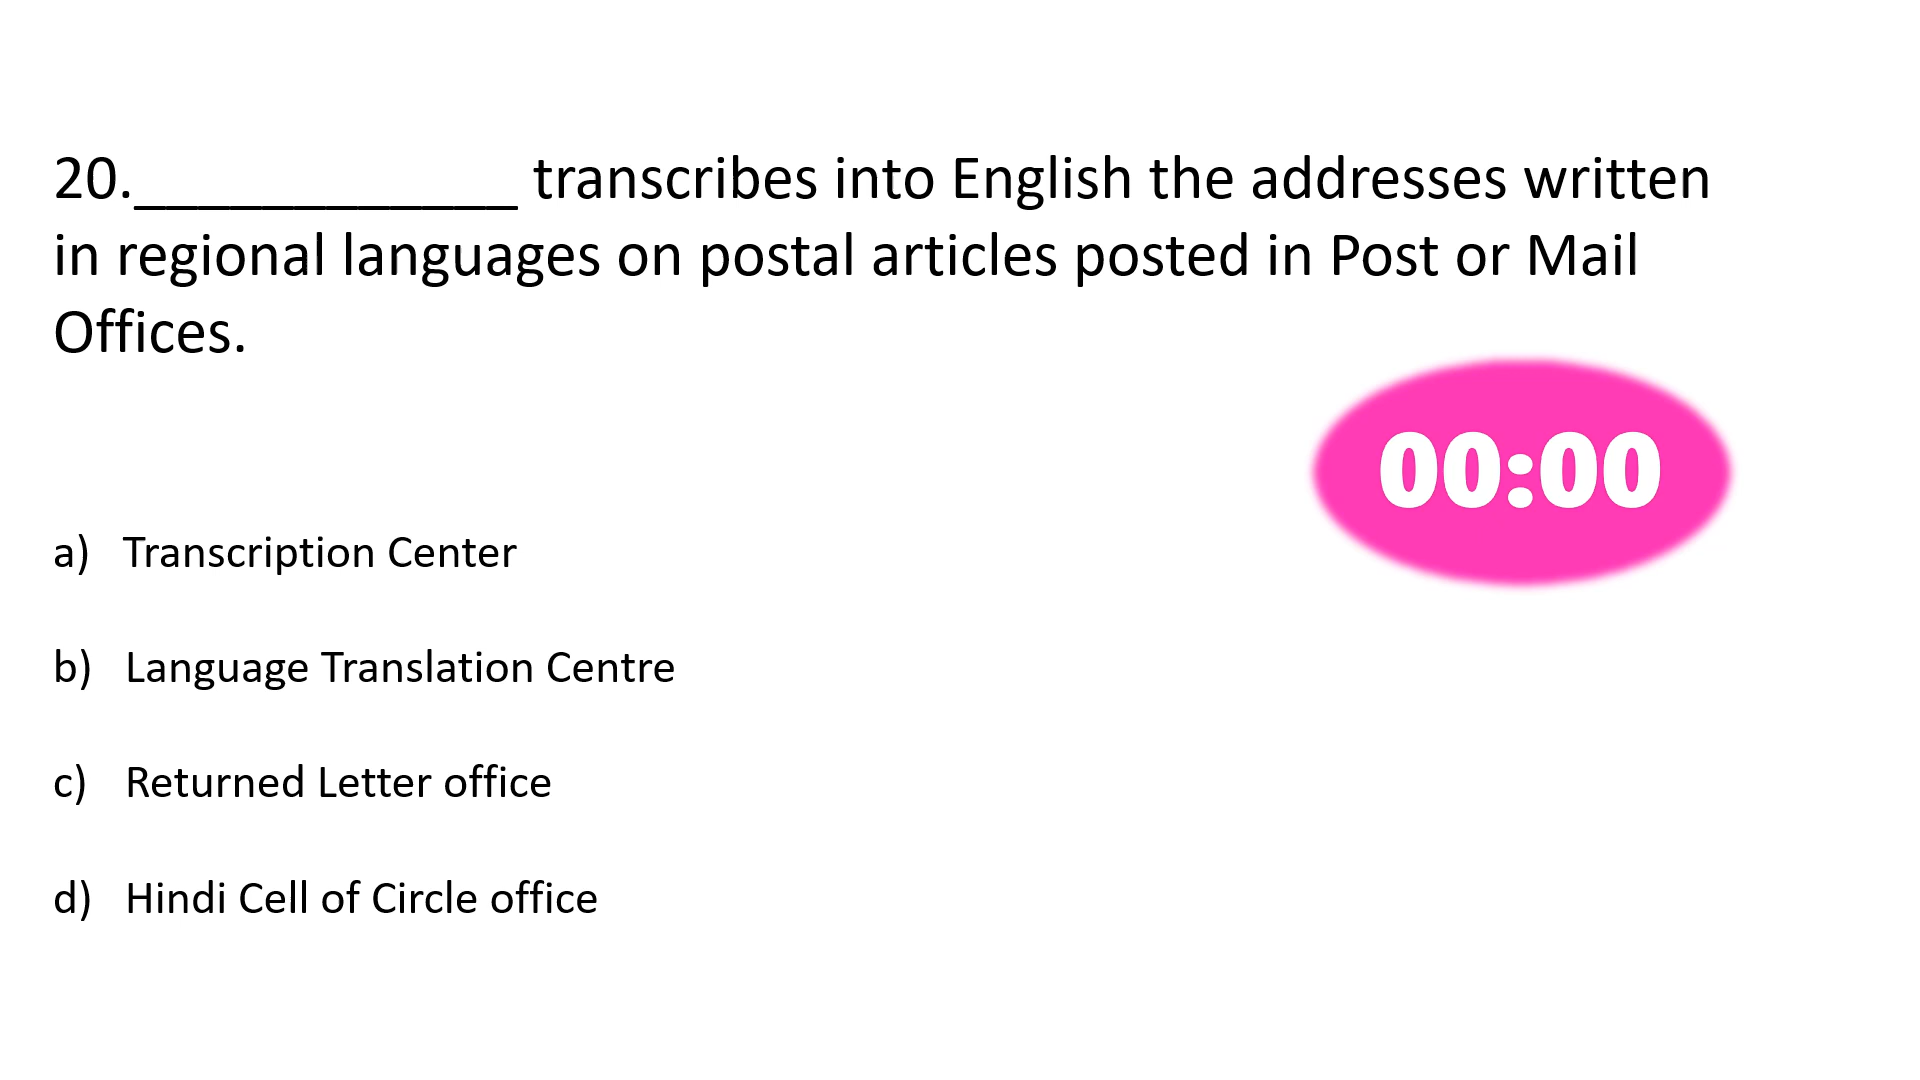 20.____________ transcribes into English the addresses written
in regional languages on postal articles posted in Post or Mail
Offices.
00:00
a) Transcription Center
b) Language Translation Centre
c) Returned Letter office
d) Hindi Cell of Circle office